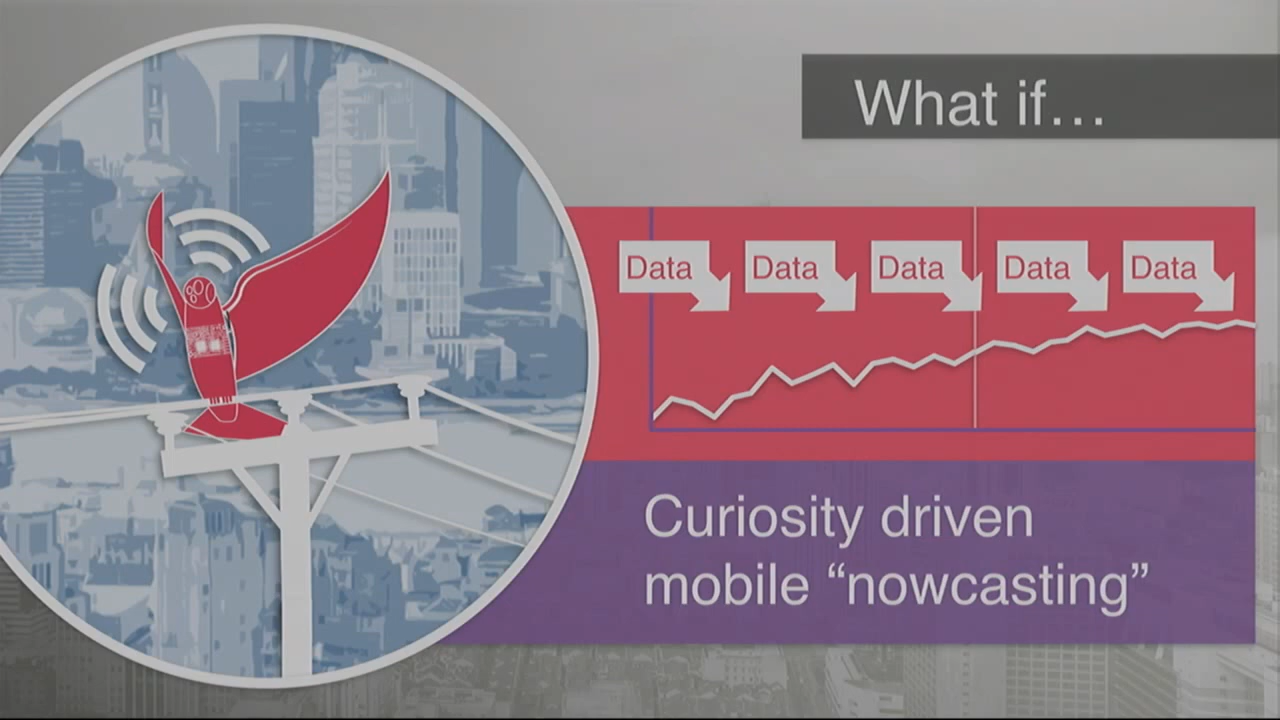 What if…
Data Data Data Data Data
Curiosity driven
mobile “nowcasting”